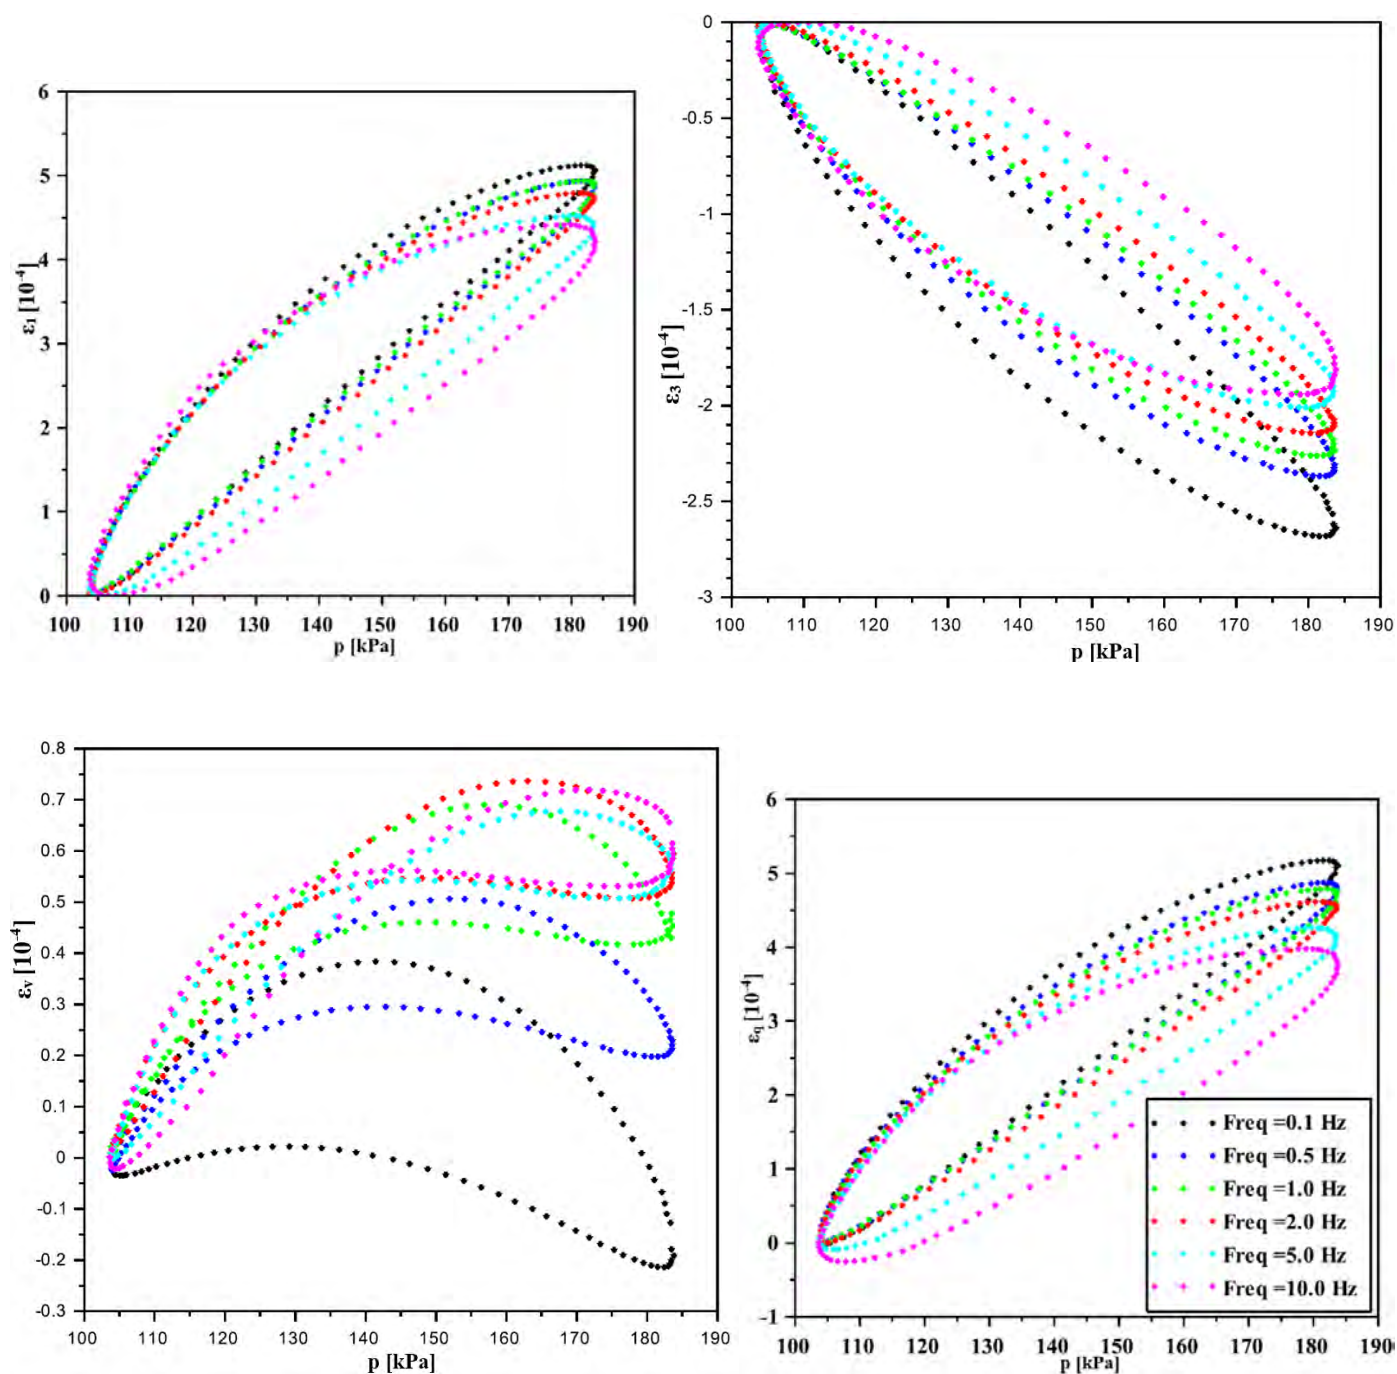 6
5
4
3
2
1
0
ε₁ [10⁻⁴]
100 110 120 130 140 150 160 170 180 190
p [kPa]
0
-0.5
-1
-1.5
-2
-2.5
-3
ε₃ [10⁻⁴]
100 110 120 130 140 150 160 170 180 190
p [kPa]
0.8
0.7
0.6
0.5
0.4
0.3
0.2
0.1
0
-0.1
-0.2
-0.3
εᵥ [10⁻⁴]
100 110 120 130 140 150 160 170 180 190
p [kPa]
6
5
4
3
2
1
0
-1
ε_q [10⁻⁴]
Freq =0.1 Hz
Freq =0.5 Hz
Freq =1.0 Hz
Freq =2.0 Hz
Freq =5.0 Hz
Freq =10.0 Hz
100 110 120 130 140 150 160 170 180 190
p [kPa]